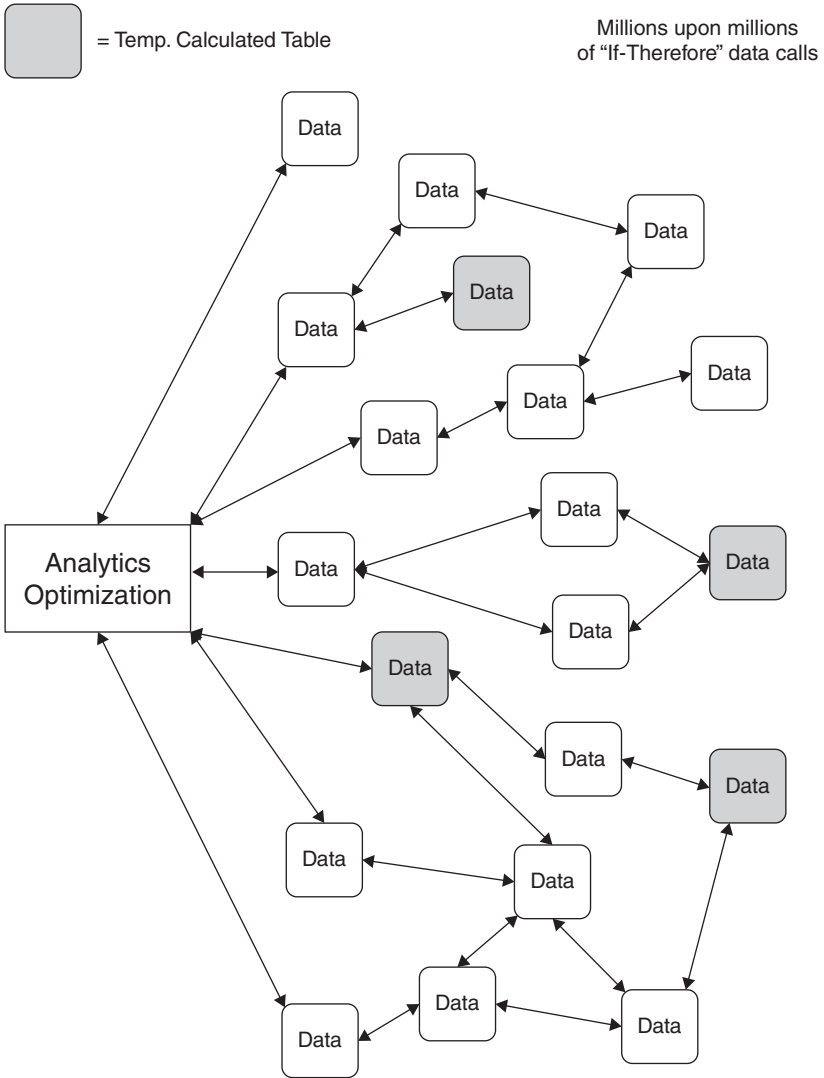 = Temp. Calculated Table
Millions upon millions
of “If-Therefore” data calls
Data
Data
Data
Data
Data
Data
Data
Data
Data
Data
Analytics
Optimization
Data
Data
Data
Data
Data
Data
Data
Data
Data
Data
Data